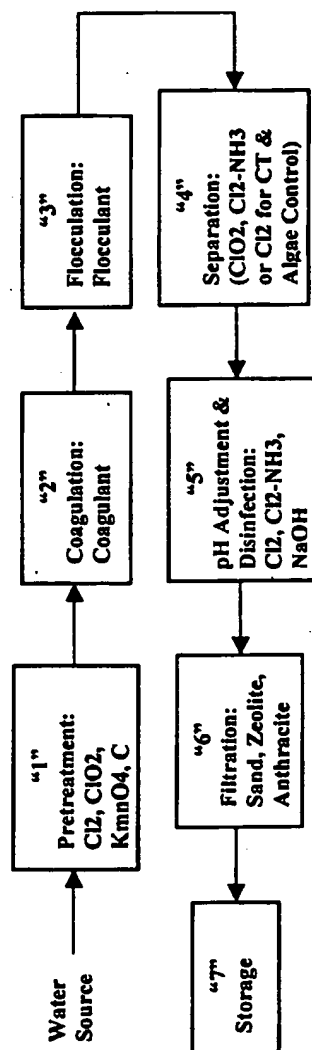 Water
Source
“1”
Pretreatment:
Cl2, ClO2,
KmnO4, C
“2”
Coagulation:
Coagulant
“3”
Flocculation:
Flocculant
“4”
Separation:
(ClO2, Cl2-NH3
or Cl2 for CT &
Algae Control)
“5”
pH Adjustment &
Disinfection:
Cl2, Cl2-NH3,
NaOH
“6”
Filtration:
Sand, Zeolite,
Anthracite
“7”
Storage